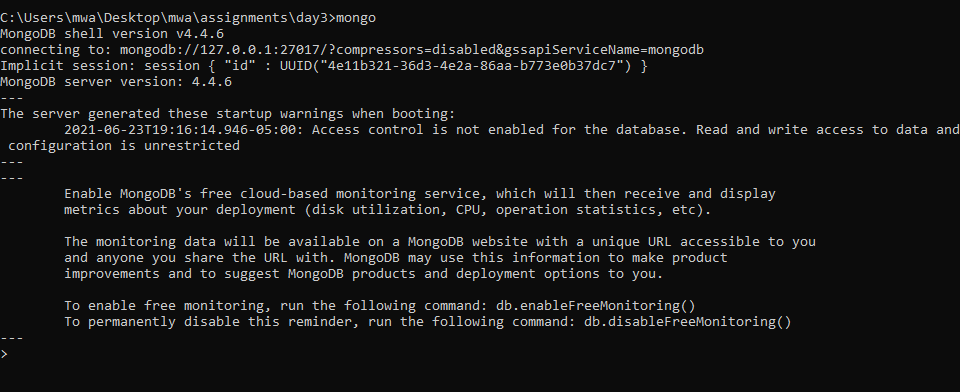 C:\Users\mwa\Desktop\mwa\assignments\day3>mongo
MongoDB shell version v4.4.6
connecting to: mongodb://127.0.0.1:27017/?compressors=disabled&gssapiServiceName=mongodb
Implicit session: session { "id" : UUID("4e11b321-36d3-4e2a-86aa-b773e0b37dc7") }
MongoDB server version: 4.4.6
---
The server generated these startup warnings when booting:
        2021-06-23T19:16:14.946-05:00: Access control is not enabled for the database. Read and write access to data and
 configuration is unrestricted
---
---
        Enable MongoDB's free cloud-based monitoring service, which will then receive and display
        metrics about your deployment (disk utilization, CPU, operation statistics, etc).

        The monitoring data will be available on a MongoDB website with a unique URL accessible to you
        and anyone you share the URL with. MongoDB may use this information to make product
        improvements and to suggest MongoDB products and deployment options to you.

        To enable free monitoring, run the following command: db.enableFreeMonitoring()
        To permanently disable this reminder, run the following command: db.disableFreeMonitoring()
---
>